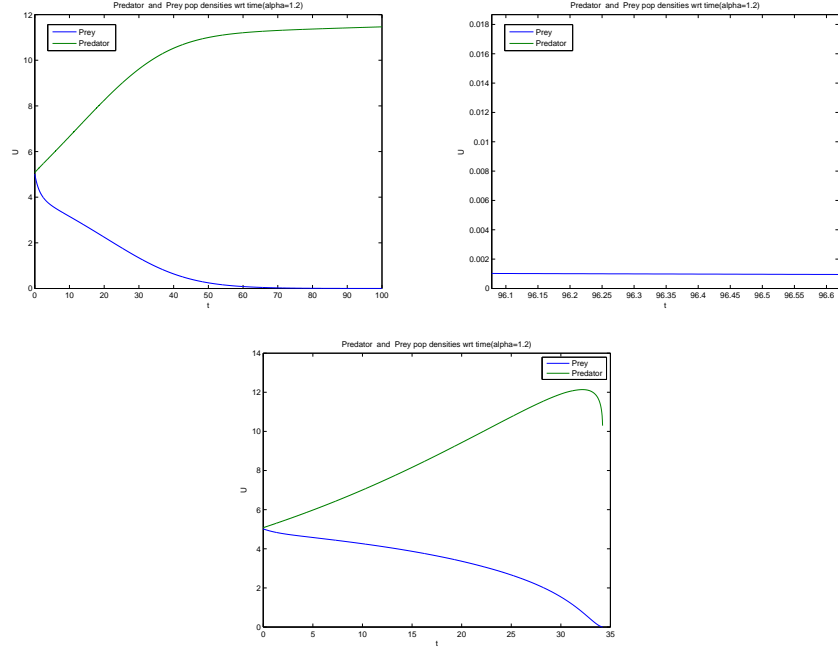 Predator and Prey pop densities wrt time(alpha=1.2)
12
10
8
6
4
2
0
U
Prey
Predator
0 10 20 30 40 50 60 70 80 90 100
t
Predator and Prey pop densities wrt time(alpha=1.2)
0.018
0.016
0.014
0.012
0.01
0.008
0.006
0.004
0.002
0
U
Prey
Predator
96.1 96.15 96.2 96.25 96.3 96.35 96.4 96.45 96.5 96.55 96.6
t
Predator and Prey pop densities wrt time(alpha=1.2)
14
12
10
8
6
4
2
0
U
Prey
Predator
0 5 10 15 20 25 30 35
t